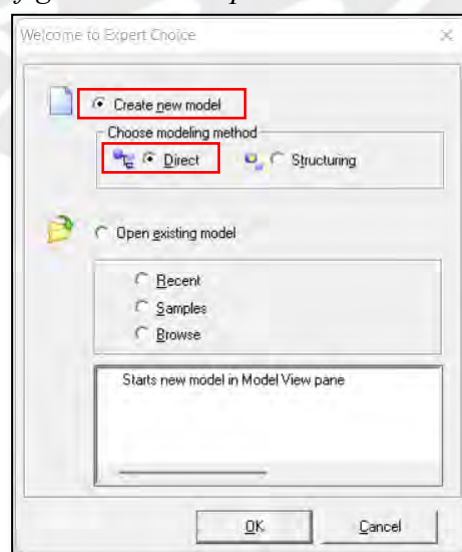 Welcome to Expert Choice
Create new model
Choose modeling method
Direct
Structuring
Open existing model
Recent
Samples
Browse
Starts new model in Model View pane
OK
Cancel